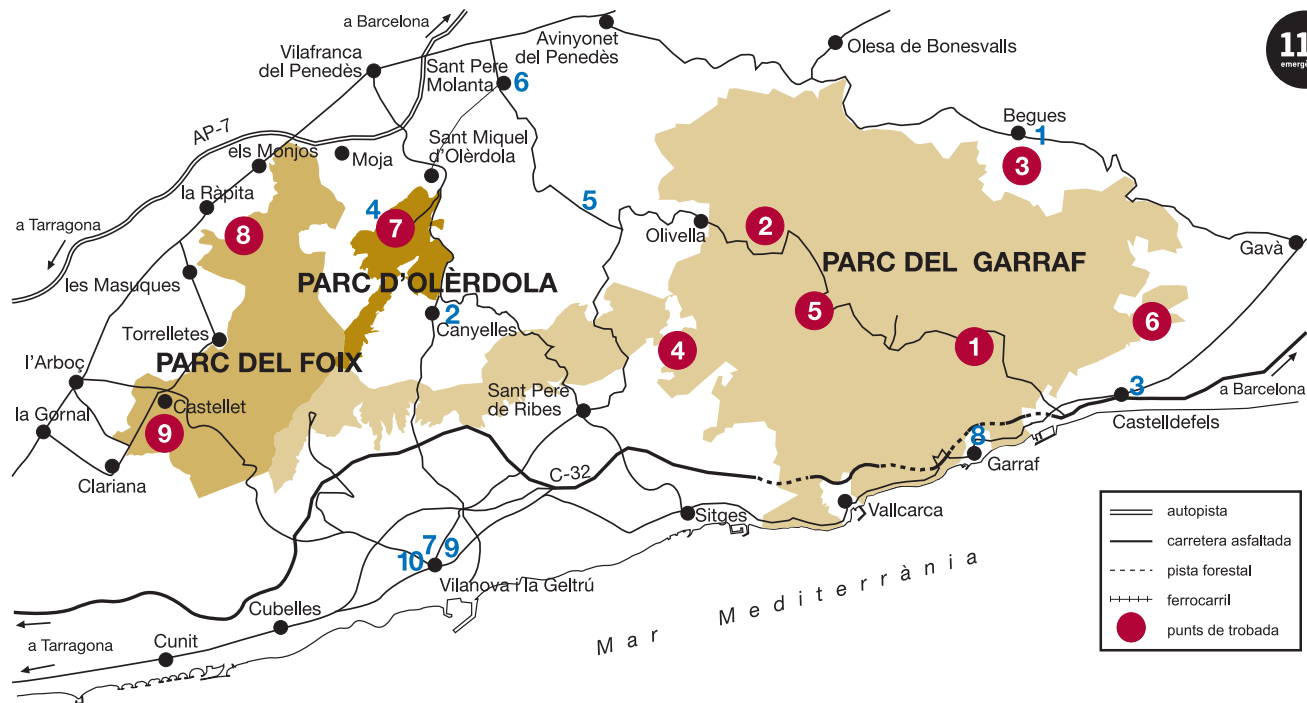 a Barcelona
Vilafranca
del Penedès
Avinyonet
del Penedès
Olesa de Bonesvalls
11
emergè
Sant Pere
Molanta
6
AP-7
Begues
1
els Monjos
Moja
Sant Miquel
d'Olèrdola
3
la Ràpita
4
7
5
a Tarragona
8
2
Olivella
Gavà
PARC DEL GARRAF
les Masuques
PARC D'OLÈRDOLA
2
Canyelles
5
6
Torrelletes
4
1
l'Arboç
PARC DEL FOIX
Sant Pere
de Ribes
a Barcelona
3
Castelldefels
la Gornal
Castellet
9
8
Garraf
Clariana
C-32
Sitges
Vallcarca
7
9
10
Vilanova i la Geltrú
Cubelles
a Tarragona
Cunit
Mar Mediterrània
autopista
carretera asfaltada
pista forestal
ferrocarril
punts de trobada